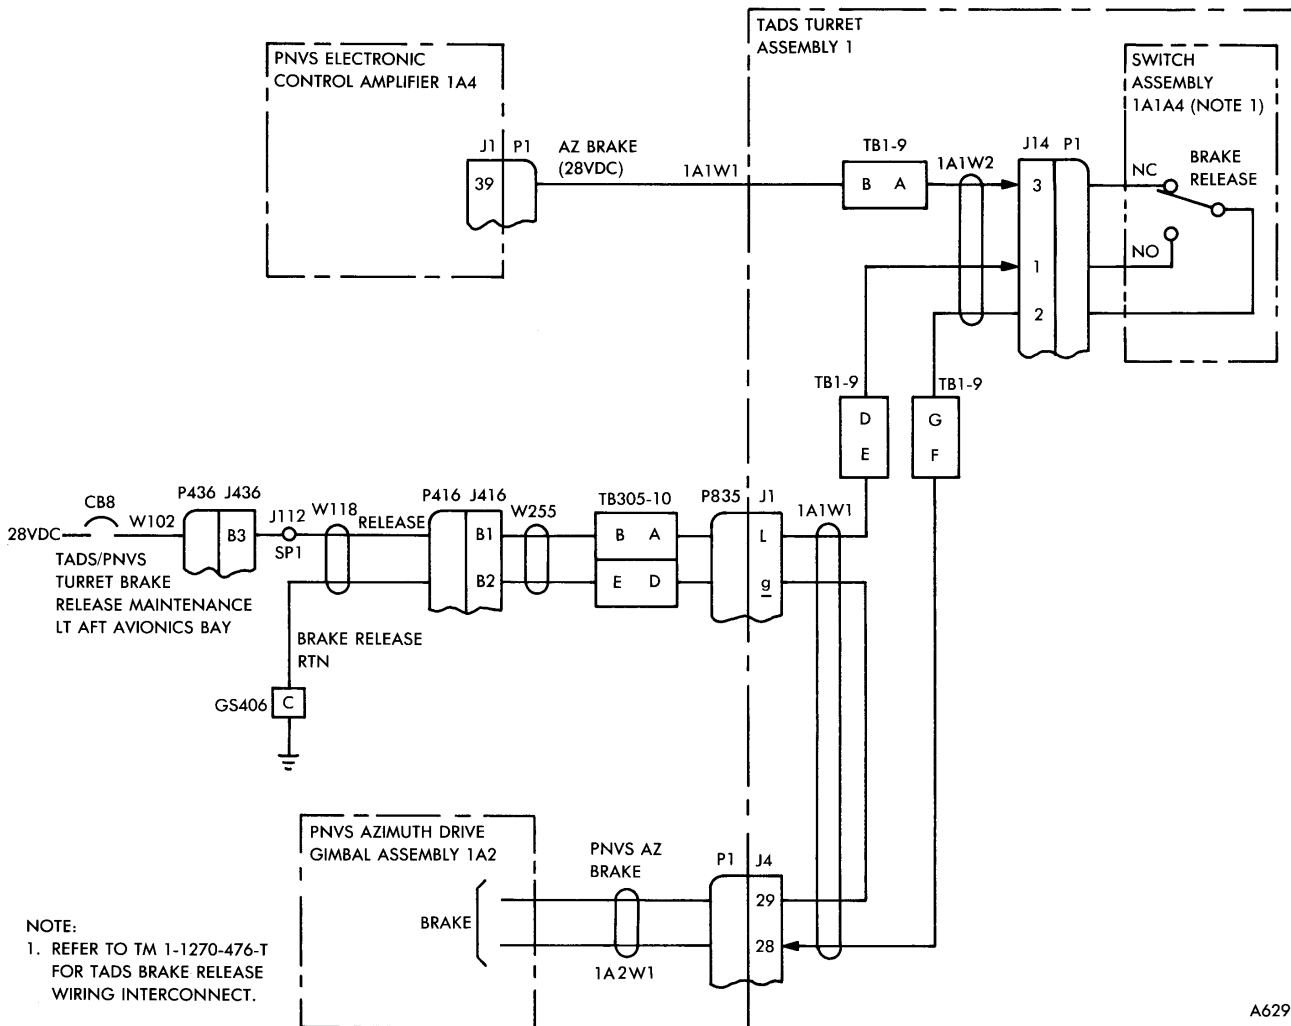 TADS TURRET
ASSEMBLY 1
PNVS ELECTRONIC
CONTROL AMPLIFIER 1A4
SWITCH
ASSEMBLY
1A1A4 (NOTE 1)
J1 P1
AZ BRAKE
(28VDC)
1A1W1
TB1-9
1A1W2
J14 P1
BRAKE
RELEASE
39
B A
3
NC
NO
1
2
TB1-9
TB1-9
D
E
G
F
CB8
P436 J436
J112
W118
RELEASE
P416 J416
W255
TB305-10
P835 J1
1A1W1
28VDC
W102
B3
SP1
B1
B A
L
B2
E D
g
TADS/PNVS
TURRET BRAKE
RELEASE MAINTENANCE
LT AFT AVIONICS BAY
BRAKE RELEASE
RTN
GS406
C
PNVS AZIMUTH DRIVE
GIMBAL ASSEMBLY 1A2
PNVS AZ
BRAKE
P1 J4
29
BRAKE
28
1A2W1
NOTE:
1. REFER TO TM 1-1270-476-T
FOR TADS BRAKE RELEASE
WIRING INTERCONNECT.
A629